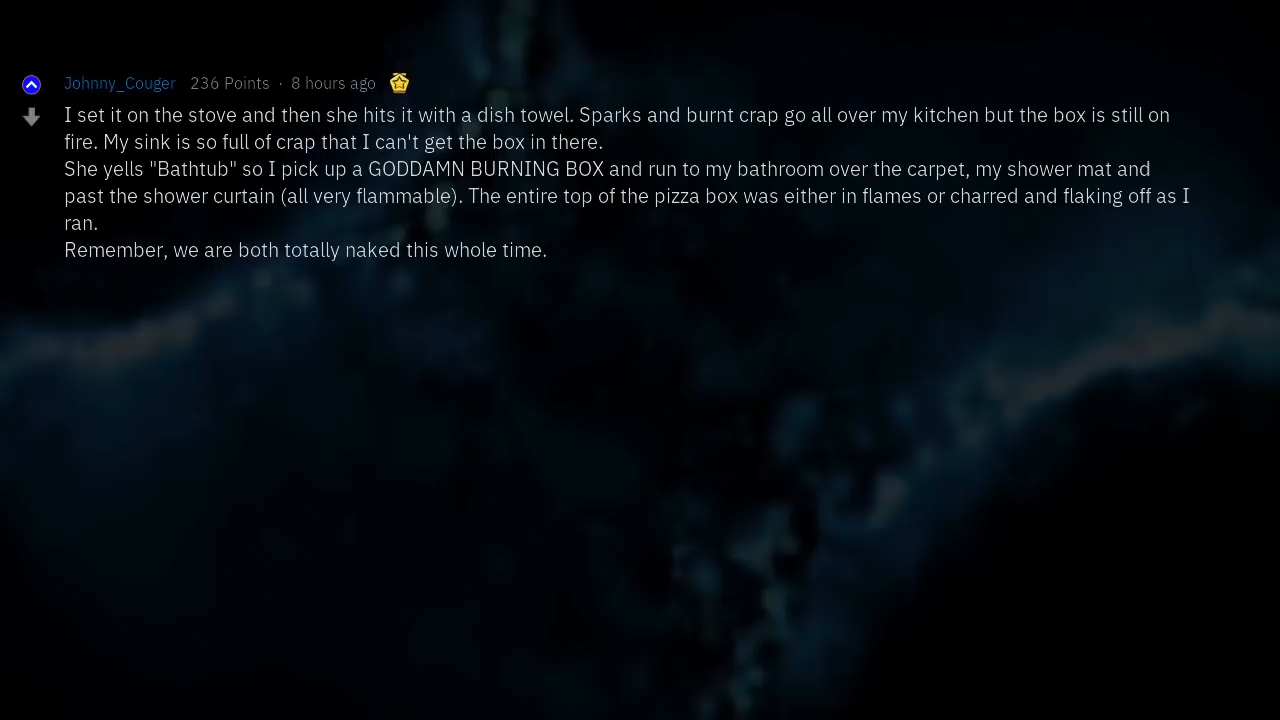 Johnny_Couger 236 Points · 8 hours ago
I set it on the stove and then she hits it with a dish towel. Sparks and burnt crap go all over my kitchen but the box is still on
fire. My sink is so full of crap that I can't get the box in there.
She yells "Bathtub" so I pick up a GODDAMN BURNING BOX and run to my bathroom over the carpet, my shower mat and
past the shower curtain (all very flammable). The entire top of the pizza box was either in flames or charred and flaking off as I
ran.
Remember, we are both totally naked this whole time.